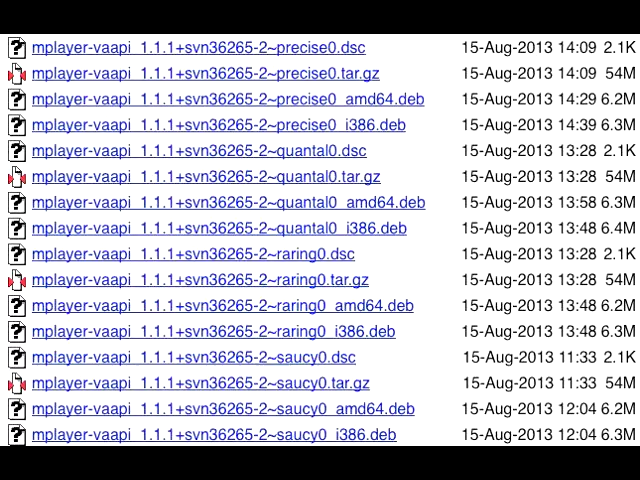 mplayer-vaapi_1.1.1+svn36265-2~precise0.dsc 15-Aug-2013 14:09 2.1K
mplayer-vaapi_1.1.1+svn36265-2~precise0.tar.gz 15-Aug-2013 14:09 54M
mplayer-vaapi_1.1.1+svn36265-2~precise0_amd64.deb 15-Aug-2013 14:29 6.2M
mplayer-vaapi_1.1.1+svn36265-2~precise0_i386.deb 15-Aug-2013 14:39 6.3M
mplayer-vaapi_1.1.1+svn36265-2~quantal0.dsc 15-Aug-2013 13:28 2.1K
mplayer-vaapi_1.1.1+svn36265-2~quantal0.tar.gz 15-Aug-2013 13:28 54M
mplayer-vaapi_1.1.1+svn36265-2~quantal0_amd64.deb 15-Aug-2013 13:58 6.3M
mplayer-vaapi_1.1.1+svn36265-2~quantal0_i386.deb 15-Aug-2013 13:48 6.4M
mplayer-vaapi_1.1.1+svn36265-2~raring0.dsc 15-Aug-2013 13:28 2.1K
mplayer-vaapi_1.1.1+svn36265-2~raring0.tar.gz 15-Aug-2013 13:28 54M
mplayer-vaapi_1.1.1+svn36265-2~raring0_amd64.deb 15-Aug-2013 13:48 6.2M
mplayer-vaapi_1.1.1+svn36265-2~raring0_i386.deb 15-Aug-2013 13:48 6.3M
mplayer-vaapi_1.1.1+svn36265-2~saucy0.dsc 15-Aug-2013 11:33 2.1K
mplayer-vaapi_1.1.1+svn36265-2~saucy0.tar.gz 15-Aug-2013 11:33 54M
mplayer-vaapi_1.1.1+svn36265-2~saucy0_amd64.deb 15-Aug-2013 12:04 6.2M
mplayer-vaapi_1.1.1+svn36265-2~saucy0_i386.deb 15-Aug-2013 12:04 6.3M